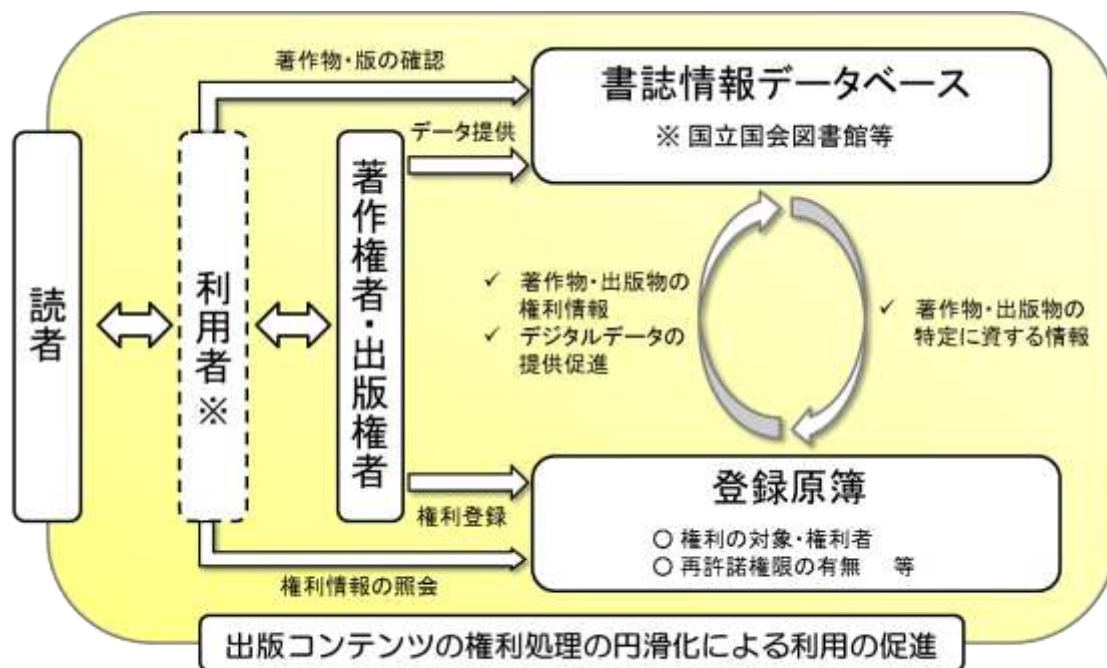 著作物・版の確認
書誌情報データベース
※ 国立国会図書館等
データ提供
読者
利用者※
著作権者・出版権者
✓ 著作物・出版物の
権利情報
✓ デジタルデータの
提供促進
✓ 著作物・出版物の
特定に資する情報
権利登録
登録原簿
○ 権利の対象・権利者
○ 再許諾権限の有無 等
権利情報の照会
出版コンテンツの権利処理の円滑化による利用の促進